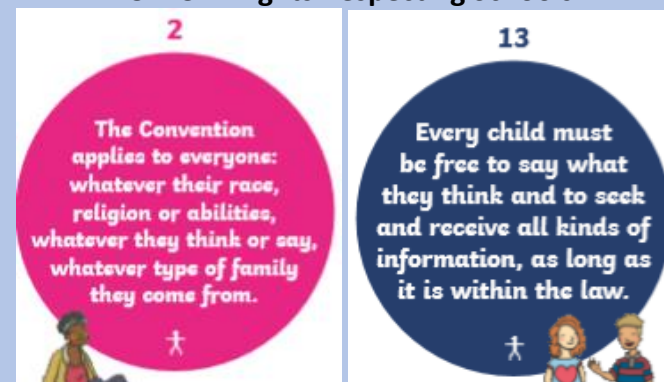 2
The Convention
applies to everyone:
whatever their race,
religion or abilities,
whatever they think or say,
whatever type of family
they come from.
13
Every child must
be free to say what
they think and to seek
and receive all kinds of
information, as long as
it is within the law.